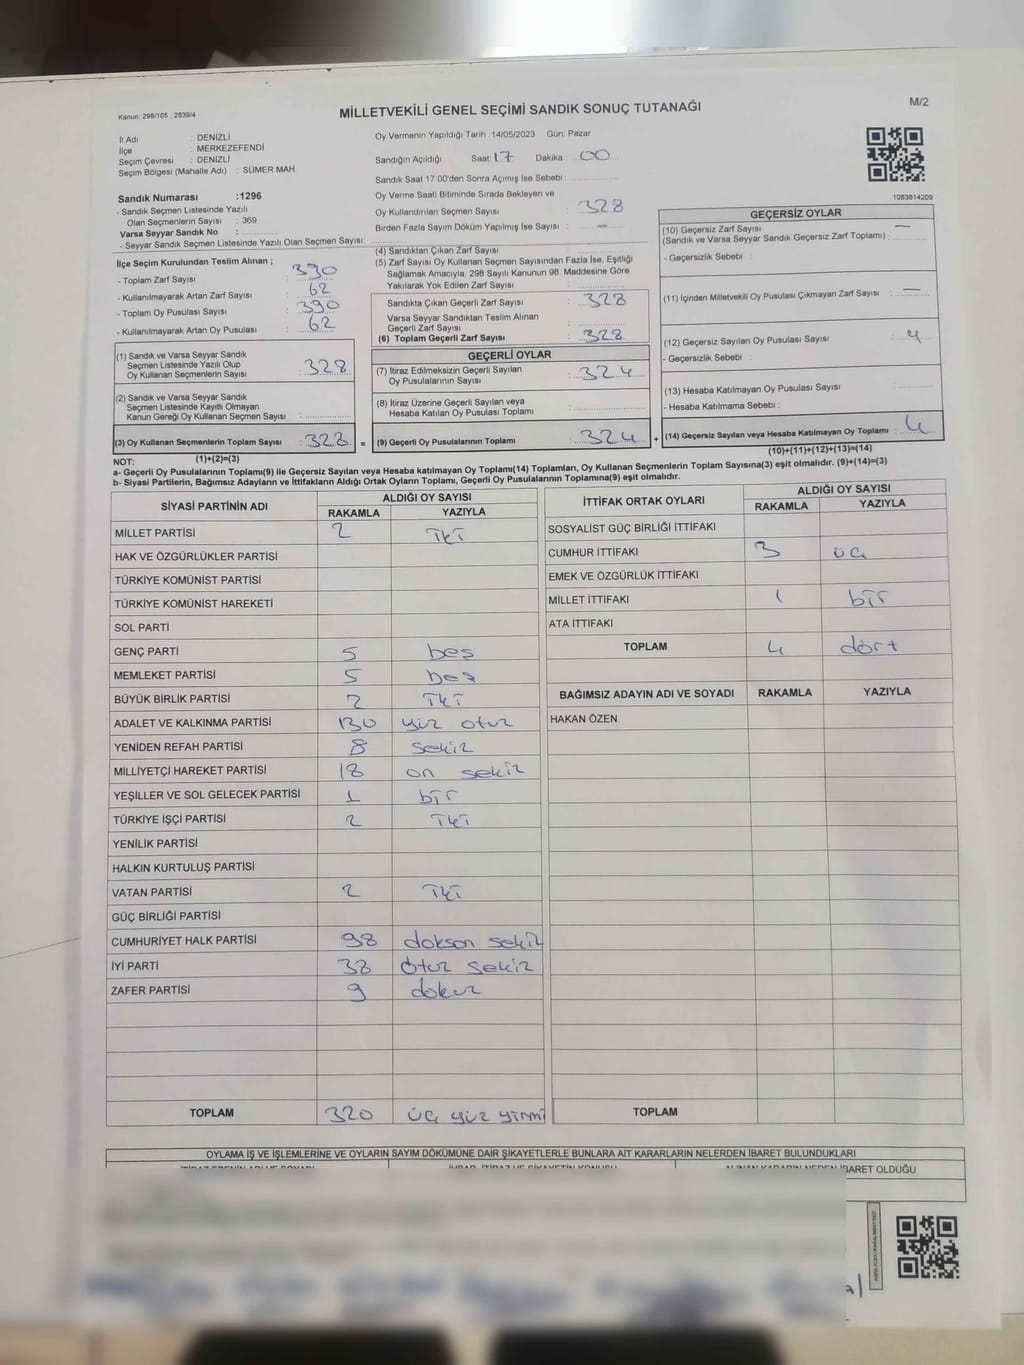 M/2
Kanun: 298/105 , 2839/4
MİLLETVEKİLİ GENEL SEÇİMİ SANDIK SONUÇ TUTANAĞI
İl Adı : DENİZLİ
İlçe : MERKEZEFENDİ
Seçim Çevresi : DENİZLİ
Seçim Bölgesi (Mahalle Adı) : SÜMER MAH
Sandık Numarası :1296
- Sandık Seçmen Listesinde Yazılı
Olan Seçmenlerin Sayısı : 369
Varsa Seyyar Sandık No :
- Seyyar Sandık Seçmen Listesinde Yazılı Olan Seçmen Sayısı:
Oy Vermenin Yapıldığı Tarih :14/05/2023 Gün: Pazar
Sandığın Açıldığı Saat: 17 Dakika : 00
Sandık Saat 17.00'den Sonra Açımış İse Sebebi :
Oy Verme Saati Bitiminde Sırada Bekleyen ve
Oy Kullandırılan Seçmen Sayısı : 328
Birden Fazla Sayım Döküm Yapılmış İse Sayısı : —
1083814209
İlçe Seçim Kurulundan Teslim Alınan ;
- Toplam Zarf Sayısı : 390
- Kullanılmayarak Artan Zarf Sayısı : 62
- Toplam Oy Pusulası Sayısı : 390
- Kullanılmayarak Artan Oy Pusulası : 62
(4) Sandıktan Çıkan Zarf Sayısı :
(5) Zarf Sayısı Oy Kullanan Seçmen Sayısından Fazla İse, Eşitliği
Sağlamak Amacıyla, 298 Sayılı Kanunun 98. Maddesine Göre
Yakılarak Yok Edilen Zarf Sayısı :
Sandıkta Çıkan Geçerli Zarf Sayısı : 328
Varsa Seyyar Sandıktan Teslim Alınan
Geçerli Zarf Sayısı :
(6) Toplam Geçerli Zarf Sayısı : 328
GEÇERSİZ OYLAR
(10) Geçersiz Zarf Sayısı —
(Sandık ve Varsa Seyyar Sandık Geçersiz Zarf Toplamı) :
- Geçersizlik Sebebi :
(11) İçinden Milletvekili Oy Pusulası Çıkmayan Zarf Sayısı : —
(12) Geçersiz Sayılan Oy Pusulası Sayısı : 4
- Geçersizlik Sebebi :
(13) Hesaba Katılmayan Oy Pusulası Sayısı :
- Hesaba Katılmama Sebebi :
(14) Geçersiz Sayılan veya Hesaba Katılmayan Oy Toplamı : 4
(10)+(11)+(12)+(13)=(14)
(1) Sandık ve Varsa Seyyar Sandık
Seçmen Listesinde Yazılı Olup
Oy Kullanan Seçmenlerin Sayısı : 328
(2) Sandık ve Varsa Seyyar Sandık
Seçmen Listesinde Kayıtlı Olmayan
Kanun Gereği Oy Kullanan Seçmen Sayısı :
(3) Oy Kullanan Seçmenlerin Toplam Sayısı : 328 =
(1)+(2)=(3)
GEÇERLİ OYLAR
(7) İtiraz Edilmeksizin Geçerli Sayılan
Oy Pusulalarının Sayısı : 324
(8) İtiraz Üzerine Geçerli Sayılan veya
Hesaba Katılan Oy Pusulası Toplamı :
(9) Geçerli Oy Pusulalarının Toplamı : 324 +
NOT:
a- Geçerli Oy Pusulalarının Toplamı(9) ile Geçersiz Sayılan veya Hesaba katılmayan Oy Toplamı(14) Toplamları, Oy Kullanan Seçmenlerin Toplam Sayısına(3) eşit olmalıdır. (9)+(14)=(3)
b- Siyasi Partilerin, Bağımsız Adayların ve İttifakların Aldığı Ortak Oyların Toplamı, Geçerli Oy Pusulalarının Toplamına(9) eşit olmalıdır.
SİYASİ PARTİNİN ADI ALDIĞI OY SAYISI
RAKAMLA YAZIYLA
MİLLET PARTİSİ 2 İki
HAK VE ÖZGÜRLÜKLER PARTİSİ
TÜRKİYE KOMÜNİST PARTİSİ
TÜRKİYE KOMÜNİST HAREKETİ
SOL PARTİ
GENÇ PARTİ 5 beş
MEMLEKET PARTİSİ 5 beş
BÜYÜK BİRLİK PARTİSİ 2 İki
ADALET VE KALKINMA PARTİSİ 130 yüz otuz
YENİDEN REFAH PARTİSİ 8 sekiz
MİLLİYETÇİ HAREKET PARTİSİ 18 on sekiz
YEŞİLLER VE SOL GELECEK PARTİSİ 1 bir
TÜRKİYE İŞÇİ PARTİSİ 2 İki
YENİLİK PARTİSİ
HALKIN KURTULUŞ PARTİSİ
VATAN PARTİSİ 2 İki
GÜÇ BİRLİĞİ PARTİSİ
CUMHURİYET HALK PARTİSİ 98 doksan sekiz
İYİ PARTİ 38 otuz sekiz
ZAFER PARTİSİ 9 dokuz
TOPLAM 320 üç yüz yirmi
İTTİFAK ORTAK OYLARI ALDIĞI OY SAYISI
RAKAMLA YAZIYLA
SOSYALİST GÜÇ BİRLİĞİ İTTİFAKI
CUMHUR İTTİFAKI 3 üç
EMEK VE ÖZGÜRLÜK İTTİFAKI
MİLLET İTTİFAKI 1 bir
ATA İTTİFAKI
TOPLAM 4 dört
BAĞIMSIZ ADAYIN ADI VE SOYADI RAKAMLA YAZIYLA
HAKAN ÖZEN
TOPLAM
OYLAMA İŞ VE İŞLEMLERİNE VE OYLARIN SAYIM DÖKÜMÜNE DAİR ŞİKAYETLERLE BUNLARA AİT KARARLARIN NELERDEN İBARET BULUNDUKLARI
İBARET OLDUĞU